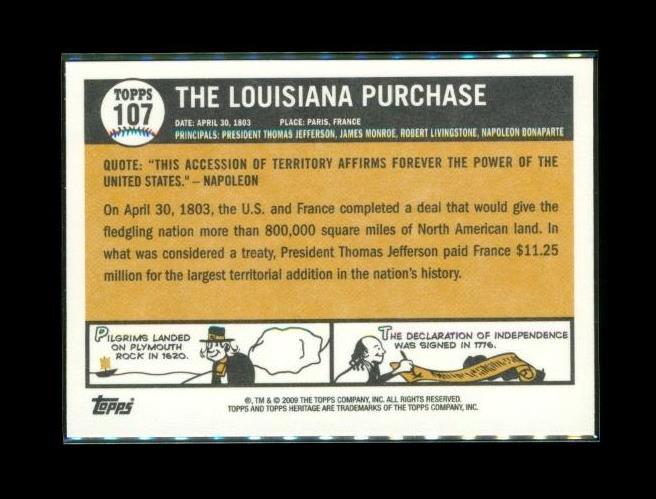 TOPPS
107
THE LOUISIANA PURCHASE
DATE: APRIL 30, 1803 PLACE: PARIS, FRANCE
PRINCIPALS: PRESIDENT THOMAS JEFFERSON, JAMES MONROE, ROBERT LIVINGSTONE, NAPOLEON BONAPARTE
QUOTE: "THIS ACCESSION OF TERRITORY AFFIRMS FOREVER THE POWER OF THE
UNITED STATES." – NAPOLEON
On April 30, 1803, the U.S. and France completed a deal that would give the
fledgling nation more than 800,000 square miles of North American land. In
what was considered a treaty, President Thomas Jefferson paid France $11.25
million for the largest territorial addition in the nation's history.
PILGRIMS LANDED
ON PLYMOUTH
ROCK IN 1620.
THE DECLARATION OF INDEPENDENCE
WAS SIGNED IN 1776.
Topps
®, TM & © 2009 THE TOPPS COMPANY, INC. ALL RIGHTS RESERVED.
TOPPS AND TOPPS HERITAGE ARE TRADEMARKS OF THE TOPPS COMPANY, INC.